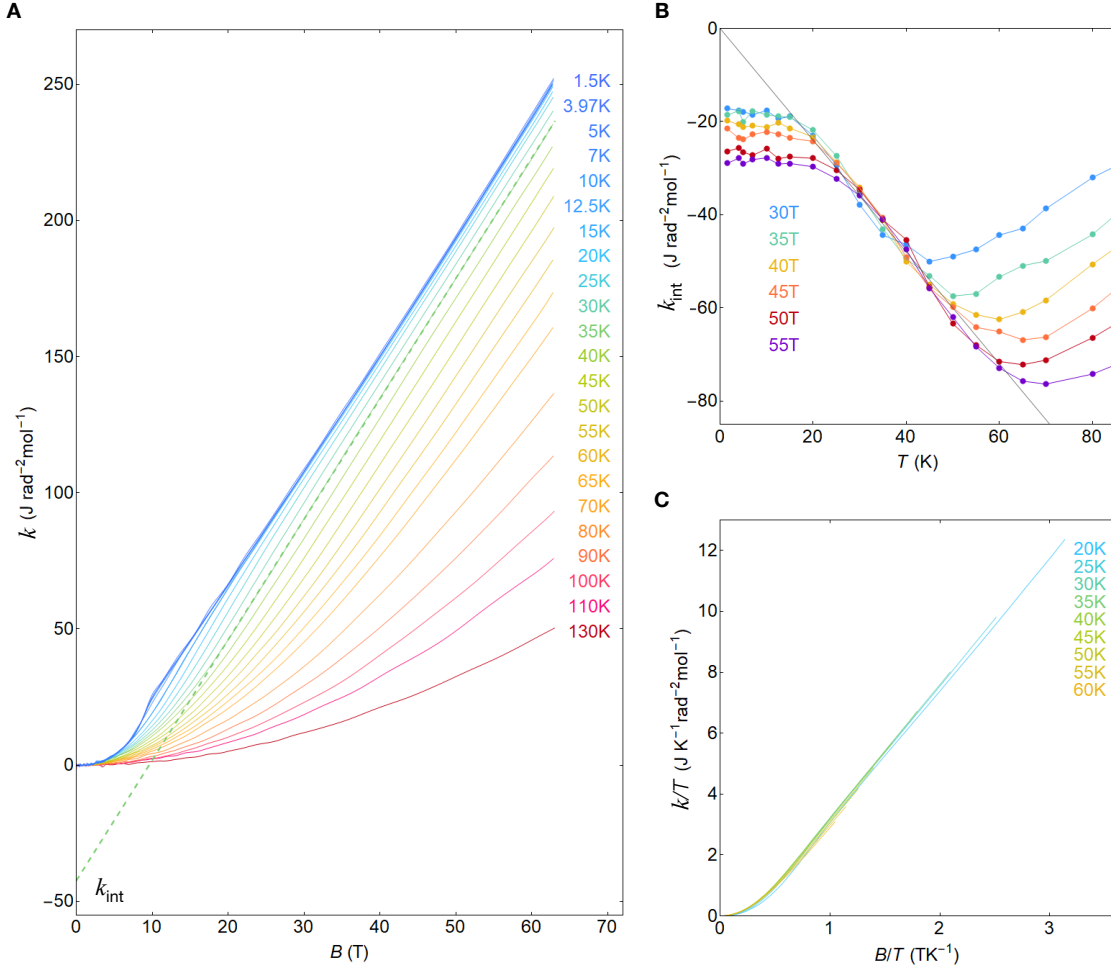 A
250
200
150
100
50
0
−50
k (J rad⁻²mol⁻¹)
0 10 20 30 40 50 60 70
B (T)
k_int
1.5K
3.97K
5K
7K
10K
12.5K
15K
20K
25K
30K
35K
40K
45K
50K
55K
60K
65K
70K
80K
90K
100K
110K
130K
B
0
−20
−40
−60
−80
k_int (J rad⁻²mol⁻¹)
30T
35T
40T
45T
50T
55T
0 20 40 60 80
T (K)
C
12
10
8
6
4
2
0
k/T (J K⁻¹rad⁻²mol⁻¹)
20K
25K
30K
35K
40K
45K
50K
55K
60K
0 1 2 3
B/T (TK⁻¹)